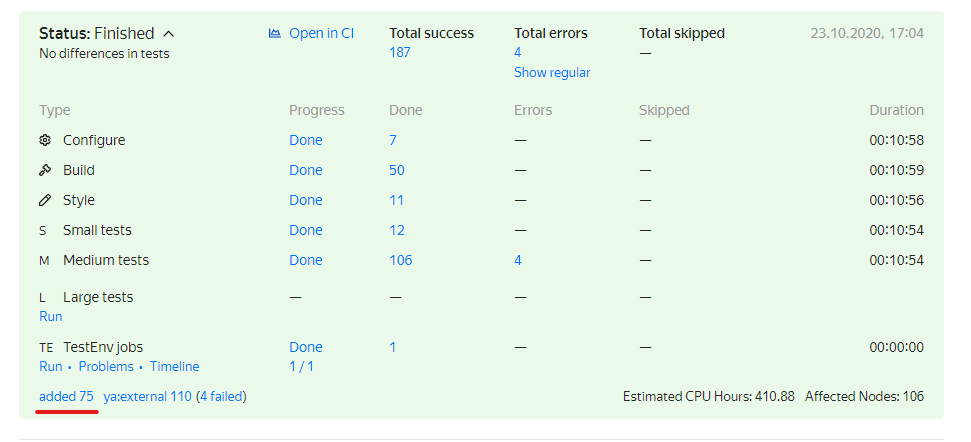 Status: Finished
Open in CI
Total success
Total errors
Total skipped
23.10.2020, 17:04
No differences in tests
187
4
—
Show regular
Type Progress Done Errors Skipped Duration
Configure Done 7 — — 00:10:58
Build Done 50 — — 00:10:59
Style Done 11 — — 00:10:56
S Small tests Done 12 — — 00:10:54
M Medium tests Done 106 4 — 00:10:54
L Large tests — — — —
Run
TE TestEnv jobs Done 1 — — 00:00:00
Run • Problems • Timeline 1 / 1
added 75 ya:external 110 (4 failed) Estimated CPU Hours: 410.88 Affected Nodes: 106